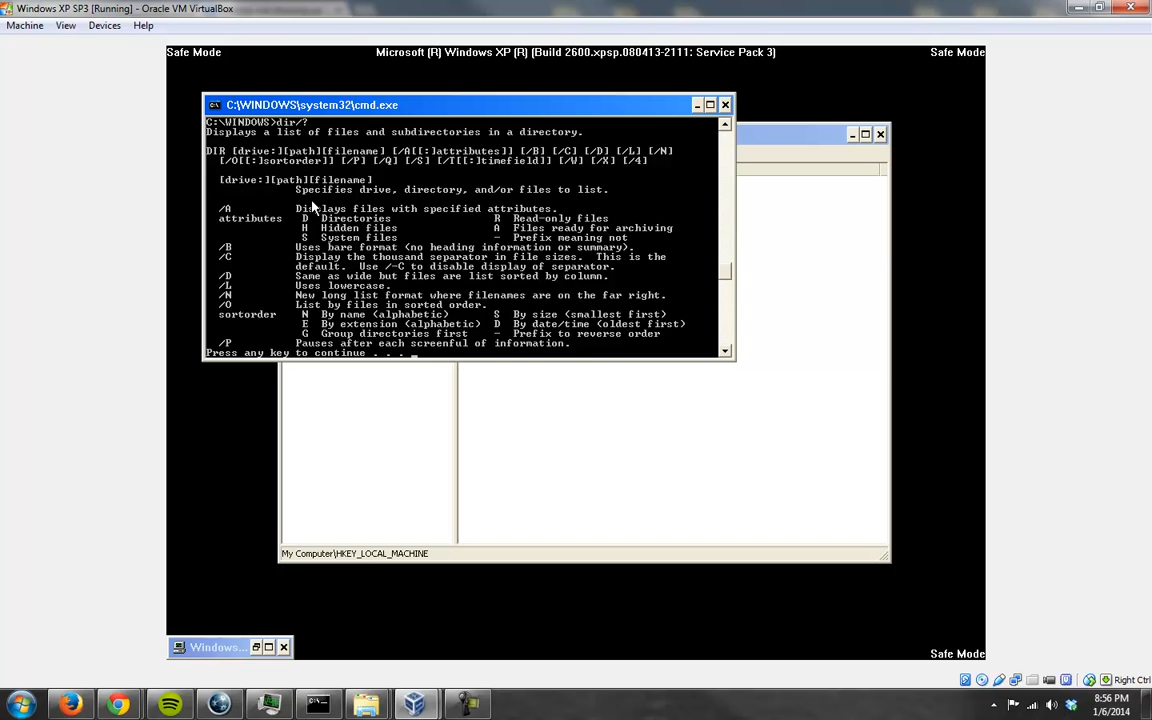 Windows XP SP3 [Running] - Oracle VM VirtualBox
Machine View Devices Help
Safe Mode Microsoft (R) Windows XP (R) (Build 2600.xpsp.080413-2111: Service Pack 3) Safe Mode
C:\WINDOWS\system32\cmd.exe
C:\WINDOWS>dir/?
Displays a list of files and subdirectories in a directory.
DIR [drive:][path][filename] [/A[[:]attributes]] [/B] [/C] [/D] [/L] [/N]
[/O[[:]sortorder]] [/P] [/Q] [/S] [/T[[:]timefield]] [/W] [/X] [/4]
[drive:][path][filename]
Specifies drive, directory, and/or files to list.
/A Displays files with specified attributes.
attributes D Directories R Read-only files
H Hidden files A Files ready for archiving
S System files - Prefix meaning not
/B Uses bare format (no heading information or summary).
/C Display the thousand separator in file sizes. This is the
default. Use /-C to disable display of separator.
/D Same as wide but files are list sorted by column.
/L Uses lowercase.
/N New long list format where filenames are on the far right.
/O List by files in sorted order.
sortorder N By name (alphabetic) S By size (smallest first)
E By extension (alphabetic) D By date/time (oldest first)
G Group directories first - Prefix to reverse order
/P Pauses after each screenful of information.
Press any key to continue . . . _
My Computer\HKEY_LOCAL_MACHINE
Windows...
Safe Mode
Right Ctrl
8:56 PM
1/6/2014